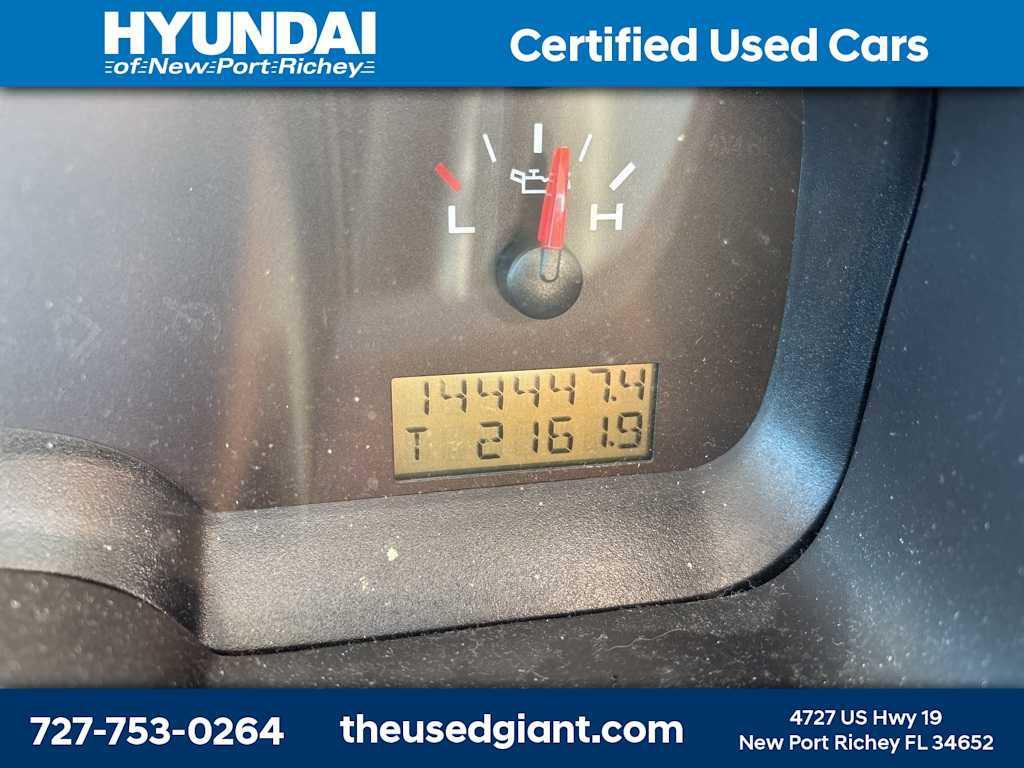 HYUNDAI
of New Port Richey
Certified Used Cars
L H
144447.4
T 2161.9
727-753-0264
theusedgiant.com
4727 US Hwy 19
New Port Richey FL 34652